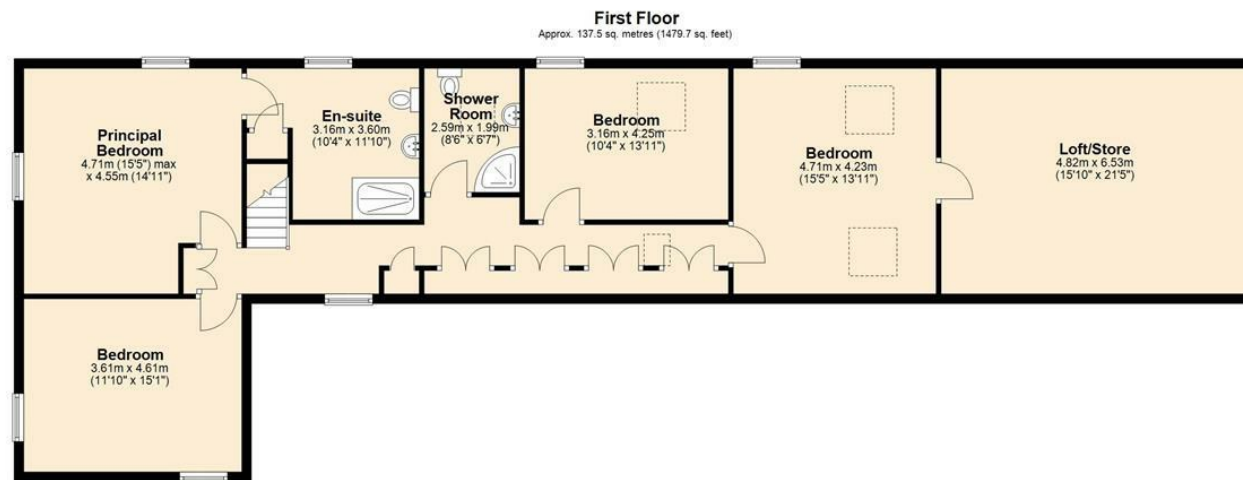 First Floor
Approx. 137.5 sq. metres (1479.7 sq. feet)
Principal
Bedroom
4.71m (15'5") max
x 4.55m (14'11")
En-suite
3.16m x 3.60m
(10'4" x 11'10")
Shower
Room
2.59m x 1.99m
(8'6" x 6'7")
Bedroom
3.16m x 4.25m
(10'4" x 13'11")
Bedroom
4.71m x 4.23m
(15'5" x 13'11")
Loft/Store
4.82m x 6.53m
(15'10" x 21'5")
Bedroom
3.61m x 4.61m
(11'10" x 15'1")